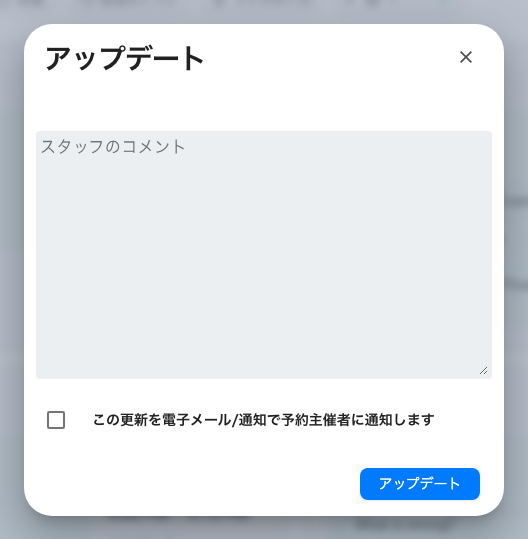 アップデート
スタッフのコメント
この更新を電子メール/通知で予約主催者に通知します
アップデート